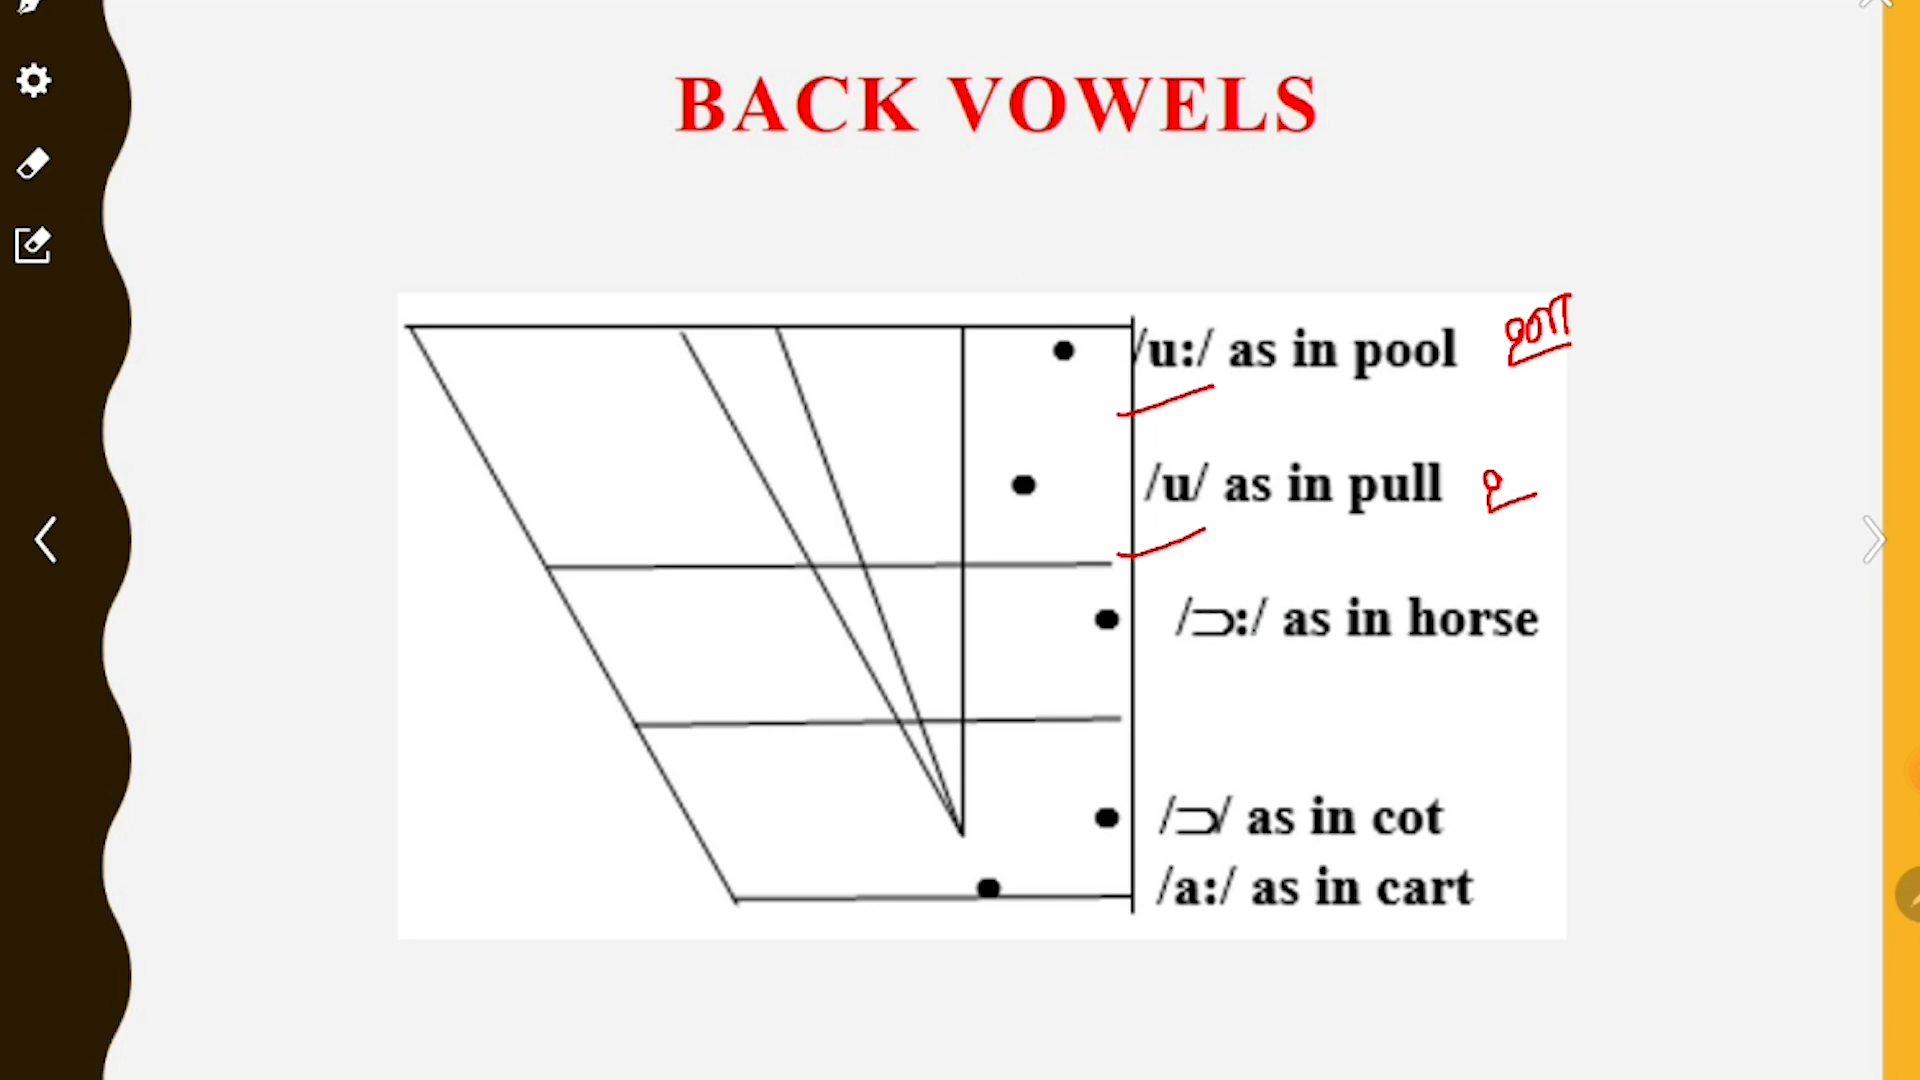 BACK VOWELS
/u:/ as in pool ஊ
/u/ as in pull உ
/ɔ:/ as in horse
/ɔ/ as in cot
/a:/ as in cart